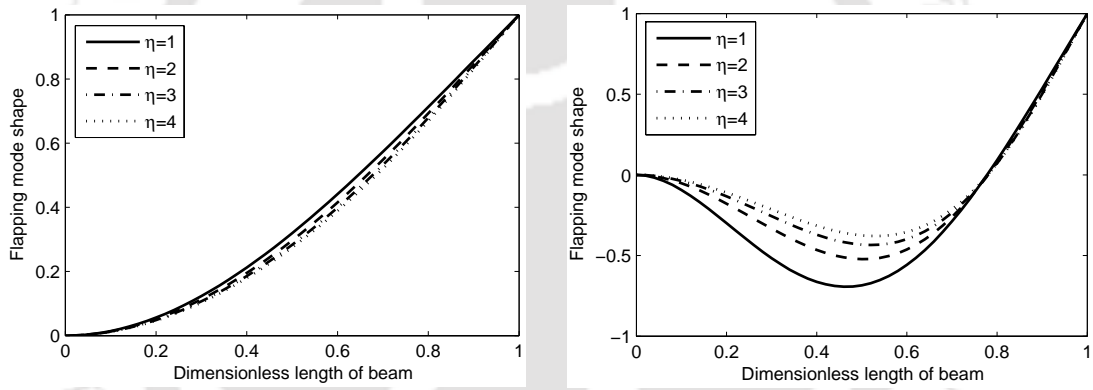 Flapping mode shape
1
0.8
0.6
0.4
0.2
0
η=1
η=2
η=3
η=4
0 0.2 0.4 0.6 0.8 1
Dimensionless length of beam
Flapping mode shape
1
0.5
0
−0.5
−1
η=1
η=2
η=3
η=4
0 0.2 0.4 0.6 0.8 1
Dimensionless length of beam